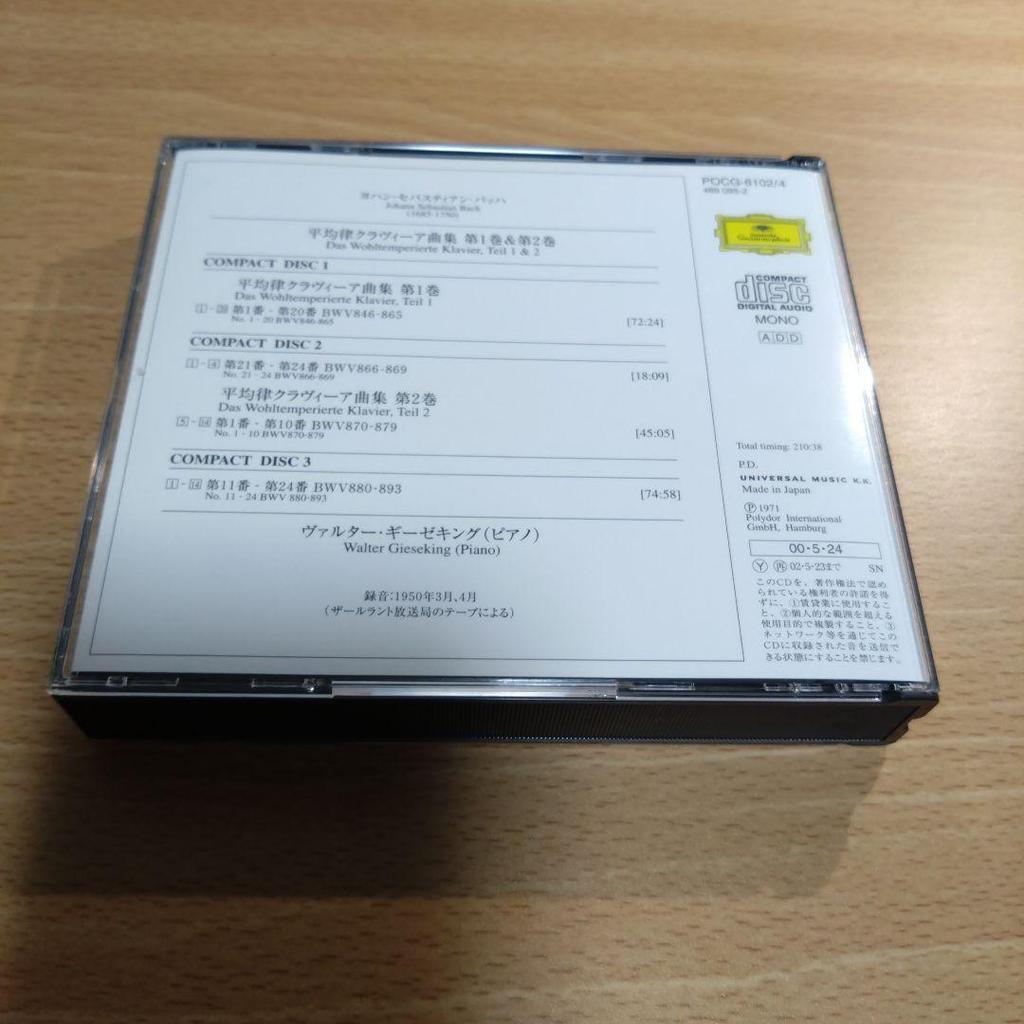 ヨハン・セバスティアン・バッハ
Johann Sebastian Bach
(1685-1750)
平均律クラヴィーア曲集 第1巻&第2巻
Das Wohltemperierte Klavier, Teil 1 & 2
COMPACT DISC 1
平均律クラヴィーア曲集 第1巻
Das Wohltemperierte Klavier, Teil 1
1-20 第1番 - 第20番 BWV846-865 [72:24]
No. 1 - 20 BWV846-865
COMPACT DISC 2
1-4 第21番 - 第24番 BWV866-869 [18:09]
No. 21 - 24 BWV866-869
平均律クラヴィーア曲集 第2巻
Das Wohltemperierte Klavier, Teil 2
5-14 第1番 - 第10番 BWV870-879 [45:05]
No. 1 - 10 BWV870-879
COMPACT DISC 3
1-14 第11番 - 第24番 BWV880-893 [74:58]
No. 11 - 24 BWV 880-893
ヴァルター・ギーゼキング(ピアノ)
Walter Gieseking (Piano)
録音:1950年3月、4月
(ザールラント放送局のテープによる)
POCG-6102/4
Deutsche
Grammophon
COMPACT
disc
DIGITAL AUDIO
MONO
ADD
Total timing: 210:38
P.D.
UNIVERSAL MUSIC K.K.
Made in Japan
Ⓟ1971
Polydor International
GmbH, Hamburg
00・5・24
Ⓨ 再 02・5・23まで SN
このCDを、著作権法で認め
られている権利者の許諾を得
ずに、①賃貸業に使用するこ
と、②個人的な範囲を超える
使用目的で複製すること、③
ネットワーク等を通じてこの
CDに収録された音を送信で
きる状態にすることを禁じます。